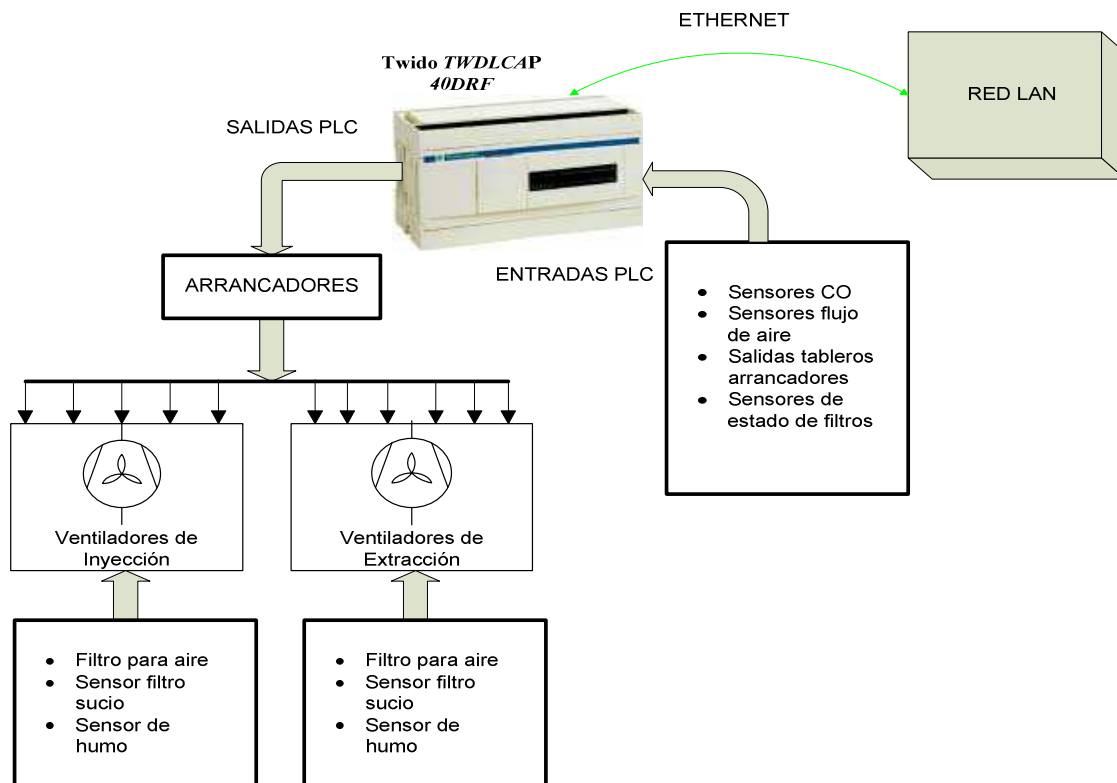 ETHERNET
Twido TWDLCAP
40DRF
RED LAN
SALIDAS PLC
ENTRADAS PLC
ARRANCADORES
• Sensores CO
• Sensores flujo
de aire
• Salidas tableros
arrancadores
• Sensores de
estado de filtros
Ventiladores de
Inyección
Ventiladores de
Extracción
• Filtro para aire
• Sensor filtro
sucio
• Sensor de
humo
• Filtro para aire
• Sensor filtro
sucio
• Sensor de
humo